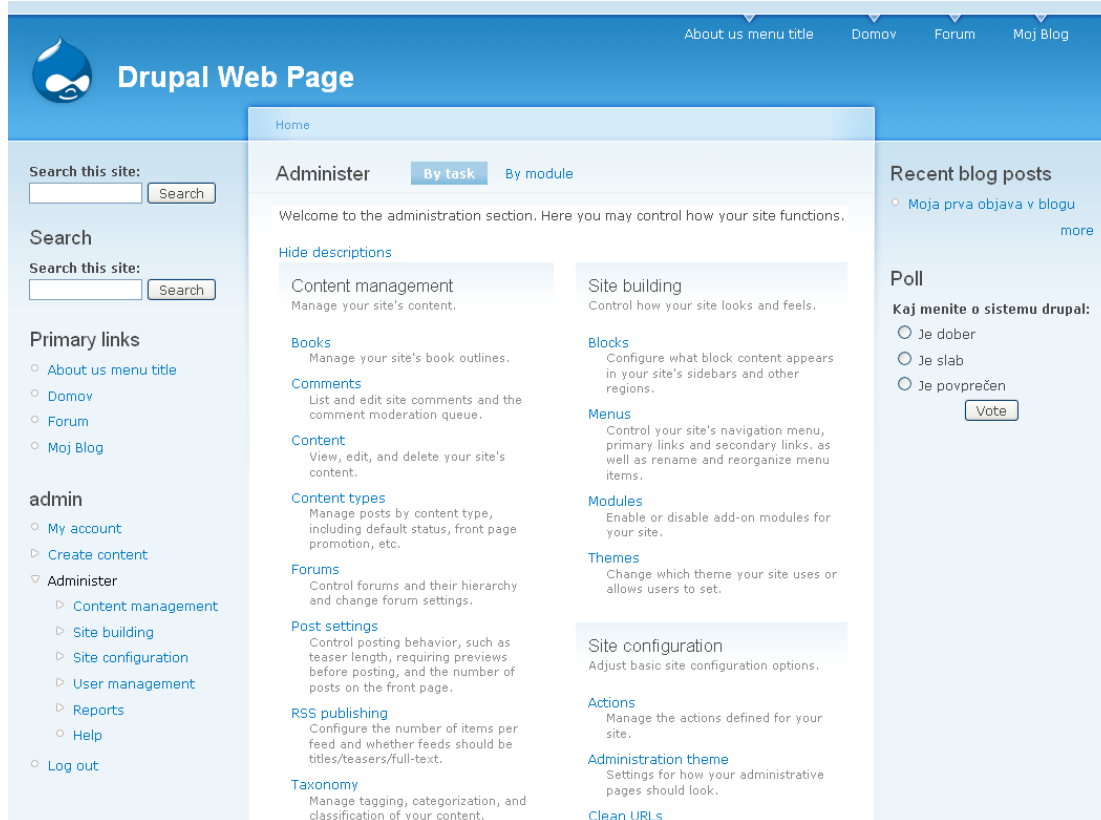 About us menu title Domov Forum Moj Blog
Drupal Web Page
Home
Search this site:
Search
Search
Search this site:
Search
Primary links
About us menu title
Domov
Forum
Moj Blog
admin
My account
Create content
Administer
Content management
Site building
Site configuration
User management
Reports
Help
Log out
Administer By task By module
Welcome to the administration section. Here you may control how your site functions.
Hide descriptions
Content management
Manage your site's content.
Books
Manage your site's book outlines.
Comments
List and edit site comments and the
comment moderation queue.
Content
View, edit, and delete your site's
content.
Content types
Manage posts by content type,
including default status, front page
promotion, etc.
Forums
Control forums and their hierarchy
and change forum settings.
Post settings
Control posting behavior, such as
teaser length, requiring previews
before posting, and the number of
posts on the front page.
RSS publishing
Configure the number of items per
feed and whether feeds should be
titles/teasers/full-text.
Taxonomy
Manage tagging, categorization, and
classification of your content.
Site building
Control how your site looks and feels.
Blocks
Configure what block content appears
in your site's sidebars and other
regions.
Menus
Control your site's navigation menu,
primary links and secondary links. as
well as rename and reorganize menu
items.
Modules
Enable or disable add-on modules for
your site.
Themes
Change which theme your site uses or
allows users to set.
Site configuration
Adjust basic site configuration options.
Actions
Manage the actions defined for your
site.
Administration theme
Settings for how your administrative
pages should look.
Clean URLs
Recent blog posts
Moja prva objava v blogu
more
Poll
Kaj menite o sistemu drupal:
Je dober
Je slab
Je povprečen
Vote